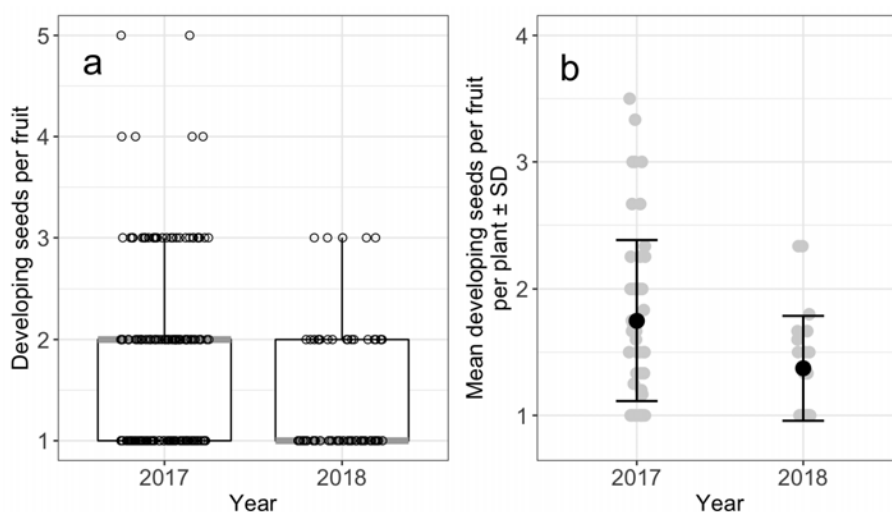 a
Developing seeds per fruit
5
4
3
2
1
2017 2018
Year
b
Mean developing seeds per fruit
per plant ± SD
4
3
2
1
2017 2018
Year